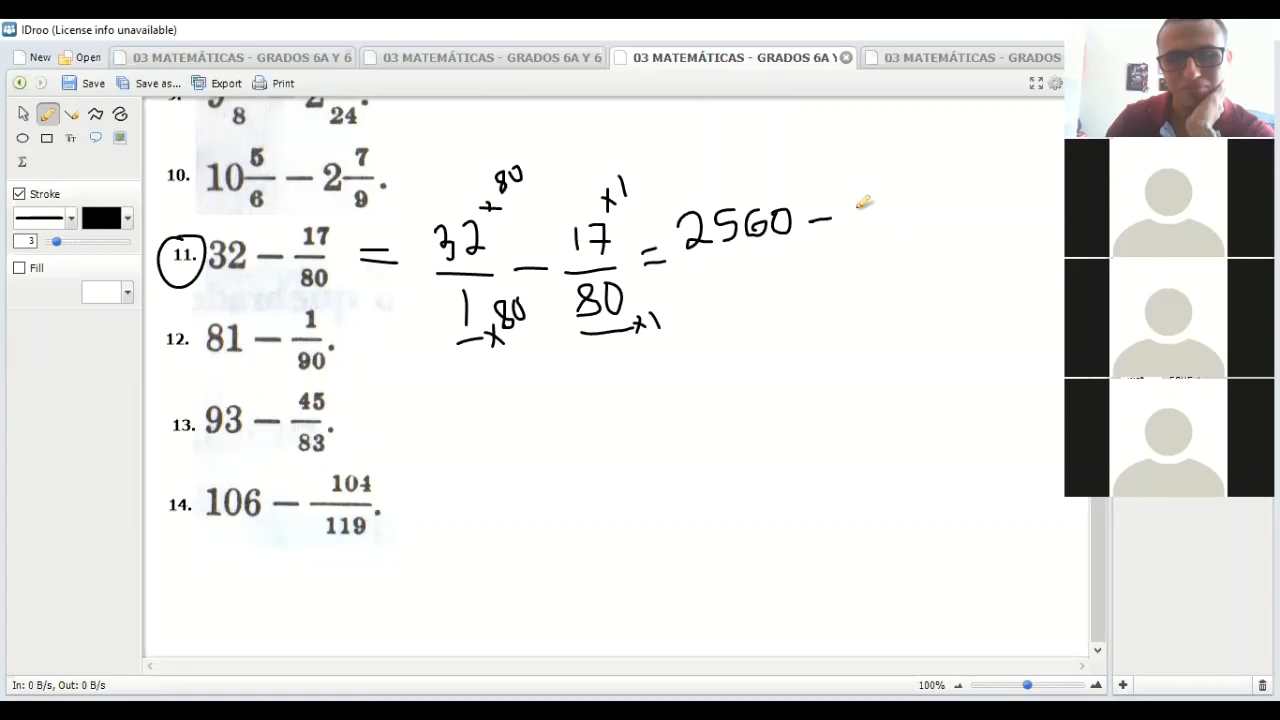 IDroo (License info unavailable)
New Open 03 MATEMÁTICAS - GRADOS 6A Y 6 03 MATEMÁTICAS - GRADOS 6A Y 6 03 MATEMÁTICAS - GRADOS 6A Y 03 MATEMÁTICAS - GRADOS
Save Save as... Export Print
8 24
10. 10 5/6 − 2 7/9.
×80 ×1
11. 32 − 17/80 = 32/1 − 17/80 = 2560 −
×80 ×1
12. 81 − 1/90.
13. 93 − 45/83.
14. 106 − 104/119.
Tt
Σ
Stroke
3
Fill
In: 0 B/s, Out: 0 B/s 100%